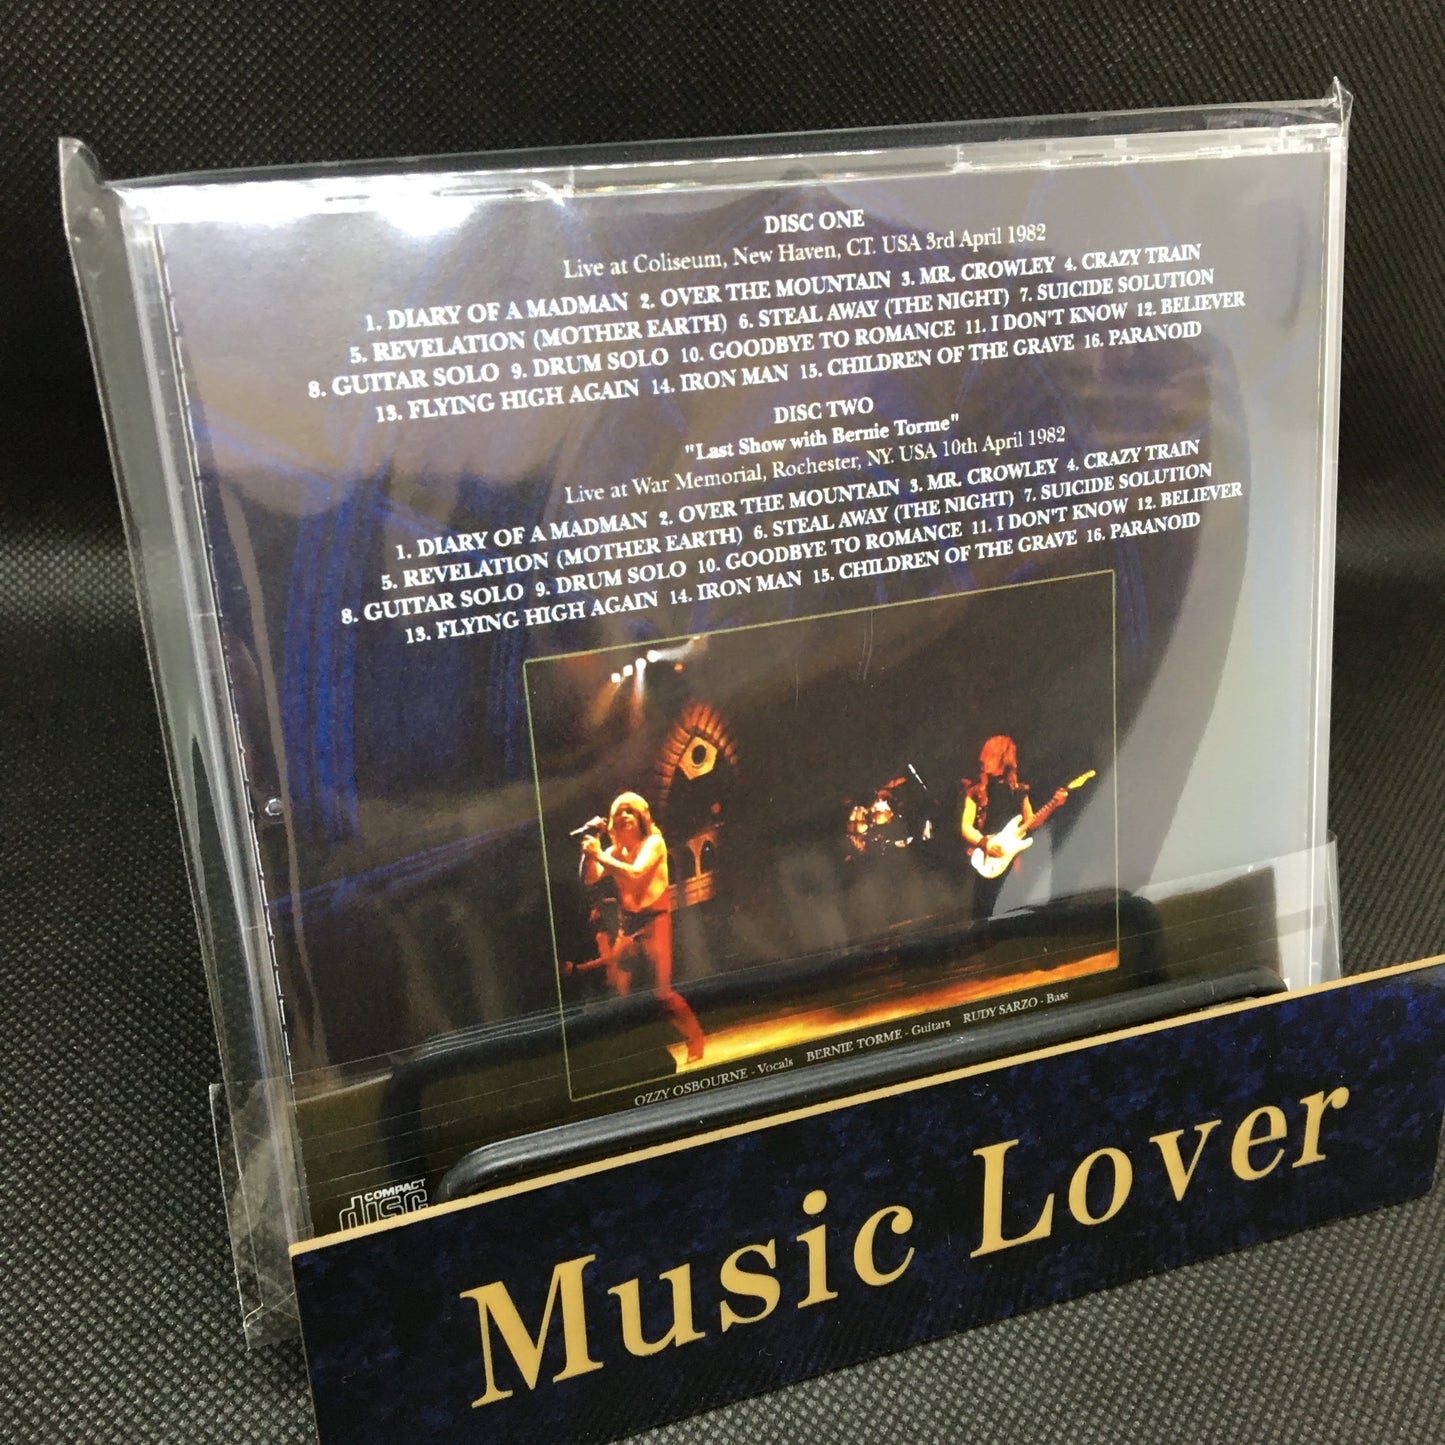 DISC ONE
Live at Coliseum, New Haven, CT. USA 3rd April 1982
1. DIARY OF A MADMAN 2. OVER THE MOUNTAIN 3. MR. CROWLEY 4. CRAZY TRAIN
5. REVELATION (MOTHER EARTH) 6. STEAL AWAY (THE NIGHT) 7. SUICIDE SOLUTION
8. GUITAR SOLO 9. DRUM SOLO 10. GOODBYE TO ROMANCE 11. I DON'T KNOW 12. BELIEVER
13. FLYING HIGH AGAIN 14. IRON MAN 15. CHILDREN OF THE GRAVE 16. PARANOID
DISC TWO
"Last Show with Bernie Torme"
Live at War Memorial, Rochester, NY. USA 10th April 1982
1. DIARY OF A MADMAN 2. OVER THE MOUNTAIN 3. MR. CROWLEY 4. CRAZY TRAIN
5. REVELATION (MOTHER EARTH) 6. STEAL AWAY (THE NIGHT) 7. SUICIDE SOLUTION
8. GUITAR SOLO 9. DRUM SOLO 10. GOODBYE TO ROMANCE 11. I DON'T KNOW 12. BELIEVER
13. FLYING HIGH AGAIN 14. IRON MAN 15. CHILDREN OF THE GRAVE 16. PARANOID
OZZY OSBOURNE - Vocals BERNIE TORME - Guitars RUDY SARZO - Bass
COMPACT
disc
Music Lover